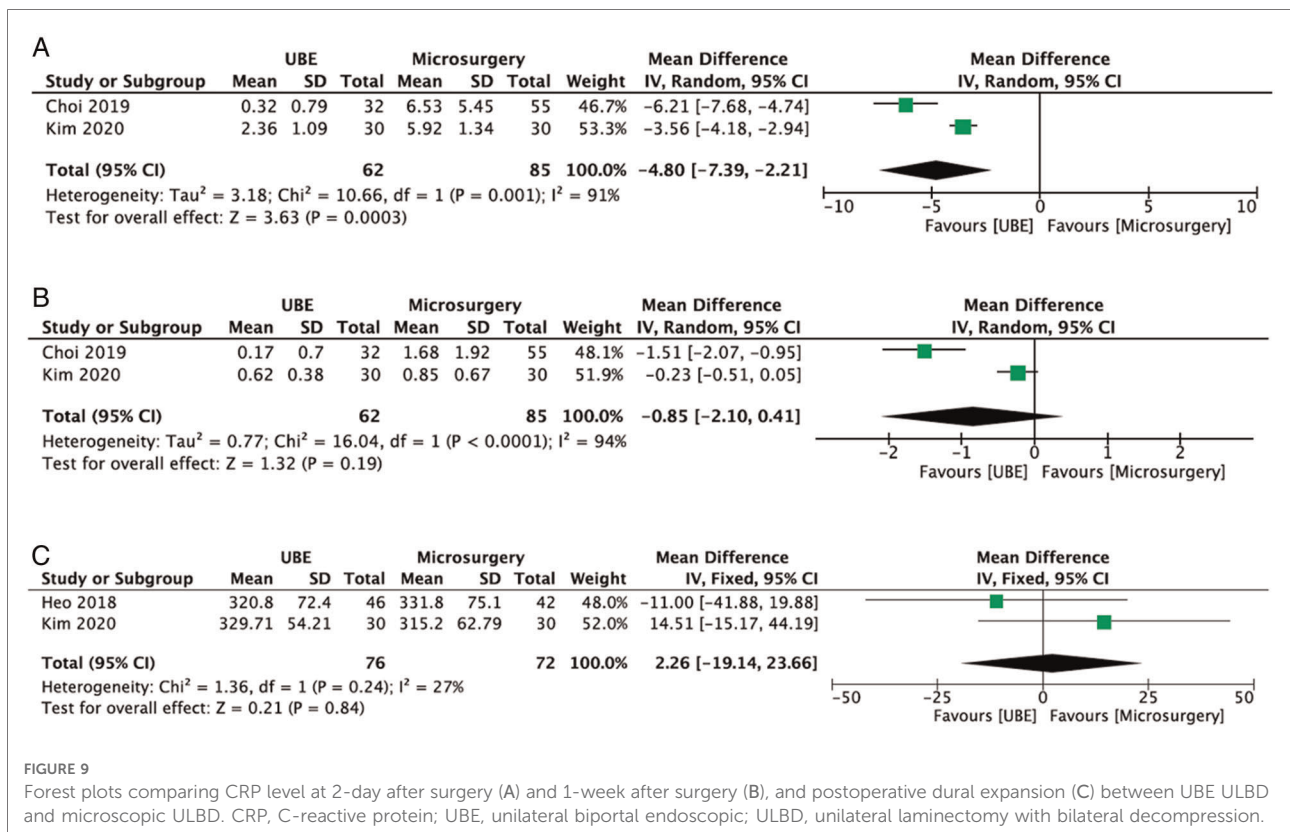 A
UBE Microsurgery Mean Difference Mean Difference
Study or Subgroup Mean SD Total Mean SD Total Weight IV, Random, 95% CI IV, Random, 95% CI
Choi 2019 0.32 0.79 32 6.53 5.45 55 46.7% −6.21 [−7.68, −4.74]
Kim 2020 2.36 1.09 30 5.92 1.34 30 53.3% −3.56 [−4.18, −2.94]
Total (95% CI) 62 85 100.0% −4.80 [−7.39, −2.21]
Heterogeneity: Tau² = 3.18; Chi² = 10.66, df = 1 (P = 0.001); I² = 91%
Test for overall effect: Z = 3.63 (P = 0.0003)
−10 −5 0 5 10
Favours [UBE] Favours [Microsurgery]
B
UBE Microsurgery Mean Difference Mean Difference
Study or Subgroup Mean SD Total Mean SD Total Weight IV, Random, 95% CI IV, Random, 95% CI
Choi 2019 0.17 0.7 32 1.68 1.92 55 48.1% −1.51 [−2.07, −0.95]
Kim 2020 0.62 0.38 30 0.85 0.67 30 51.9% −0.23 [−0.51, 0.05]
Total (95% CI) 62 85 100.0% −0.85 [−2.10, 0.41]
Heterogeneity: Tau² = 0.77; Chi² = 16.04, df = 1 (P < 0.0001); I² = 94%
Test for overall effect: Z = 1.32 (P = 0.19)
−2 −1 0 1 2
Favours [UBE] Favours [Microsurgery]
C
UBE Microsurgery Mean Difference Mean Difference
Study or Subgroup Mean SD Total Mean SD Total Weight IV, Fixed, 95% CI IV, Fixed, 95% CI
Heo 2018 320.8 72.4 46 331.8 75.1 42 48.0% −11.00 [−41.88, 19.88]
Kim 2020 329.71 54.21 30 315.2 62.79 30 52.0% 14.51 [−15.17, 44.19]
Total (95% CI) 76 72 100.0% 2.26 [−19.14, 23.66]
Heterogeneity: Chi² = 1.36, df = 1 (P = 0.24); I² = 27%
Test for overall effect: Z = 0.21 (P = 0.84)
−50 −25 0 25 50
Favours [UBE] Favours [Microsurgery]
FIGURE 9
Forest plots comparing CRP level at 2-day after surgery (A) and 1-week after surgery (B), and postoperative dural expansion (C) between UBE ULBD
and microscopic ULBD. CRP, C-reactive protein; UBE, unilateral biportal endoscopic; ULBD, unilateral laminectomy with bilateral decompression.